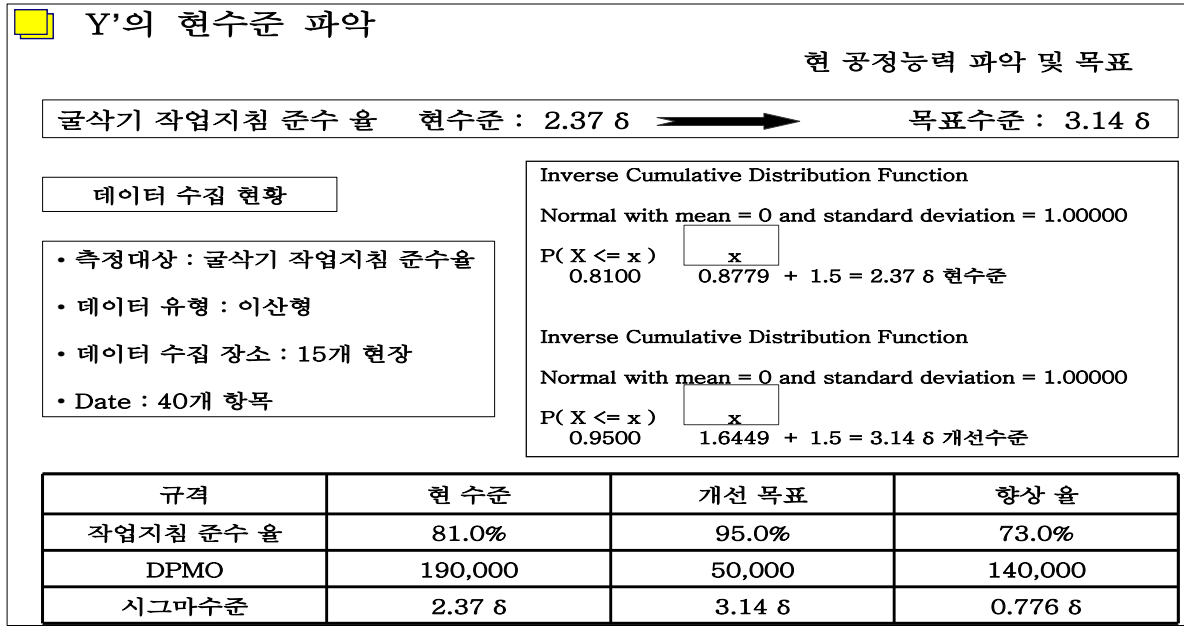 Y'의 현수준 파악
현 공정능력 파악 및 목표
굴삭기 작업지침 준수 율 현수준 : 2.37 δ 목표수준 : 3.14 δ
데이터 수집 현황
• 측정대상 : 굴삭기 작업지침 준수율
• 데이터 유형 : 이산형
• 데이터 수집 장소 : 15개 현장
• Date : 40개 항목
Inverse Cumulative Distribution Function
Normal with mean = 0 and standard deviation = 1.00000
P( X <= x ) x
0.8100 0.8779 + 1.5 = 2.37 δ 현수준
Inverse Cumulative Distribution Function
Normal with mean = 0 and standard deviation = 1.00000
P( X <= x ) x
0.9500 1.6449 + 1.5 = 3.14 δ 개선수준
규격 현 수준 개선 목표 향상 율
작업지침 준수 율 81.0% 95.0% 73.0%
DPMO 190,000 50,000 140,000
시그마수준 2.37 δ 3.14 δ 0.776 δ